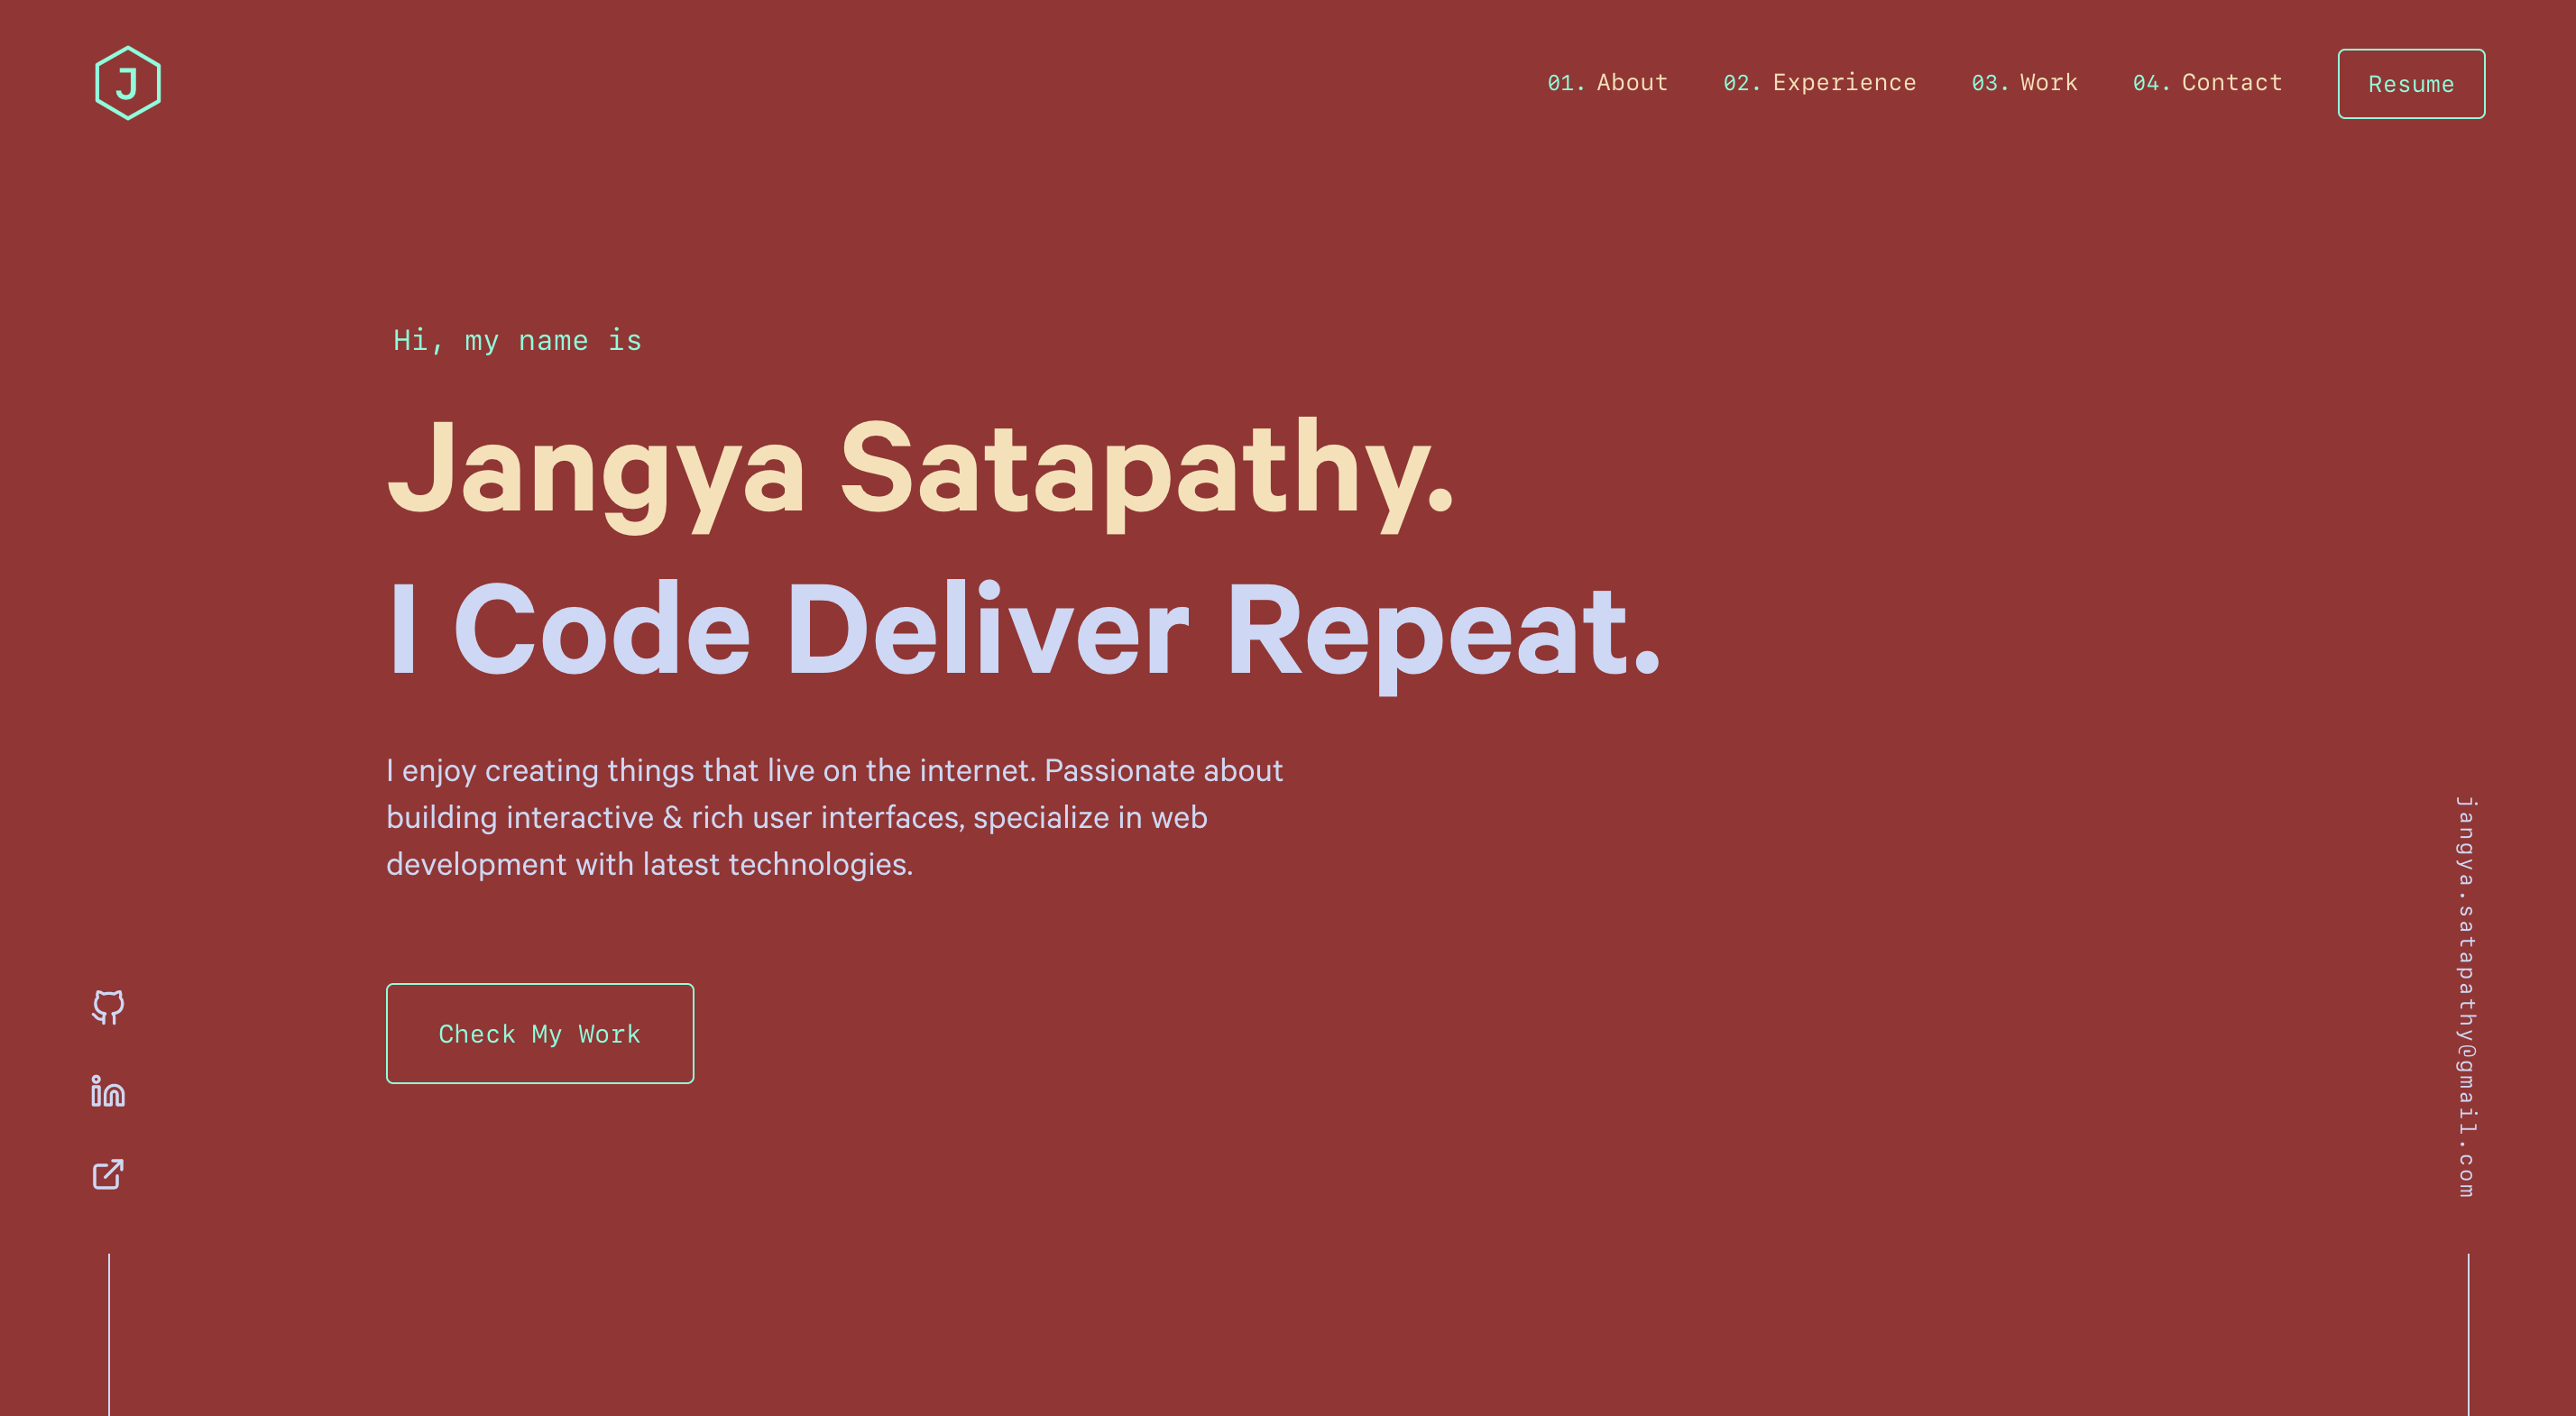 J
01. About 02. Experience 03. Work 04. Contact Resume
Hi, my name is
Jangya Satapathy.
I Code Deliver Repeat.
I enjoy creating things that live on the internet. Passionate about
building interactive & rich user interfaces, specialize in web
development with latest technologies.
Check My Work
in
jangya.satapathy@gmail.com